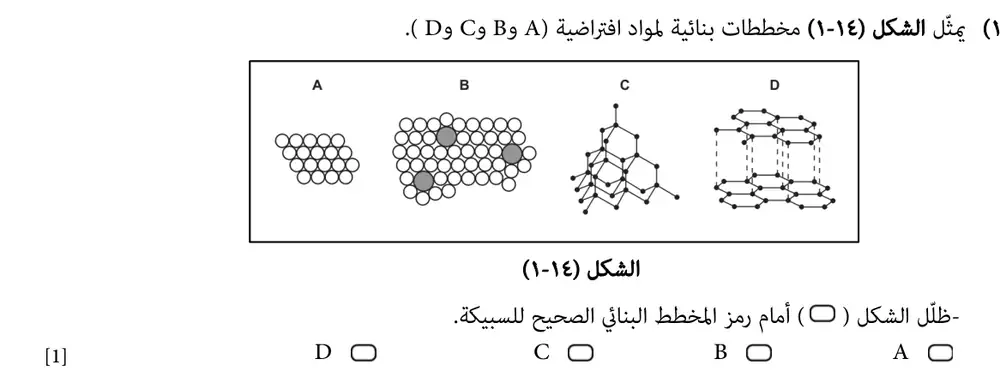 ١) يمثّل الشكل (١٤-١) مخططات بنائية لمواد افتراضية (A وB وC وD ).
A B C D
الشكل (١٤-١)
-ظلّل الشكل ( ) أمام رمز المخطط البنائي الصحيح للسبيكة.
A B C D [1]